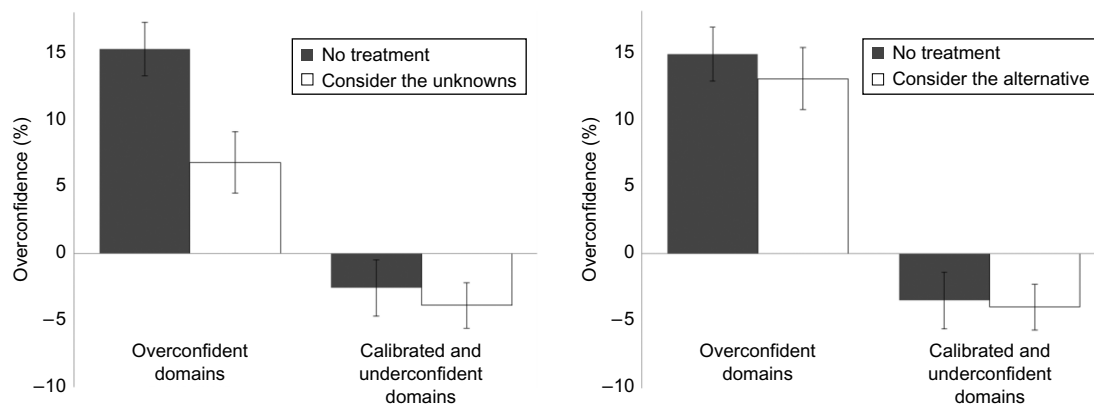 Overconfidence (%)
15
10
5
0
–5
–10
No treatment
Consider the unknowns
Overconfident
domains
Calibrated and
underconfident
domains
Overconfidence (%)
15
10
5
0
–5
–10
No treatment
Consider the alternative
Overconfident
domains
Calibrated and
underconfident
domains